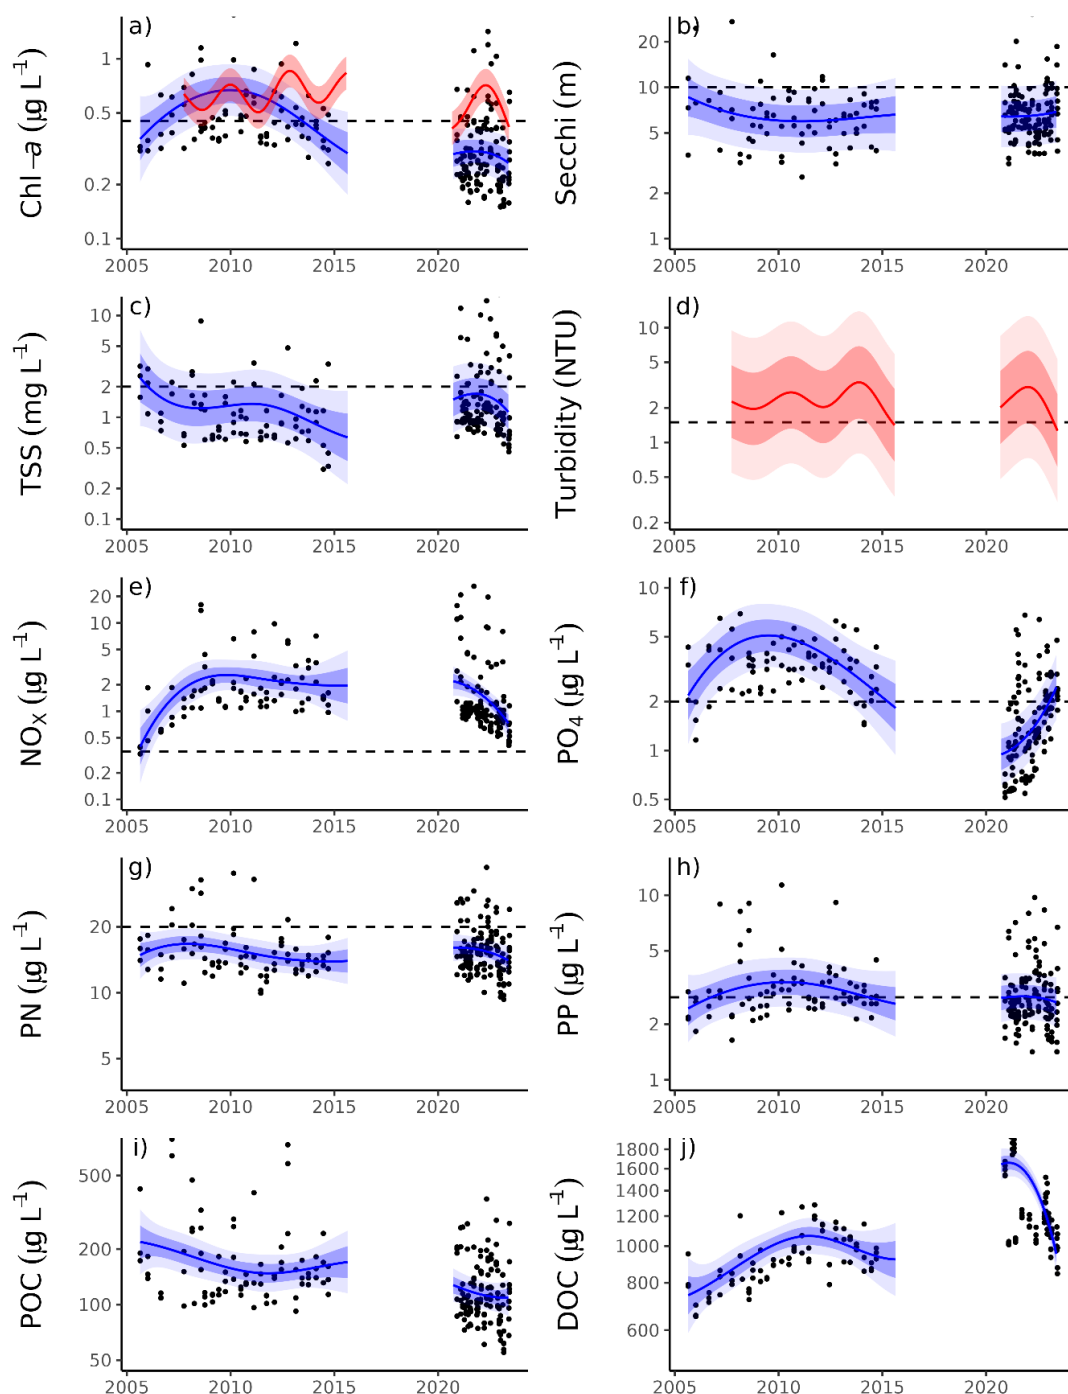 a)
Chl−a (µg L⁻¹)
1
0.5
0.2
0.1
2005 2010 2015 2020
b)
Secchi (m)
20
10
5
2
1
2005 2010 2015 2020
c)
TSS (mg L⁻¹)
10
5
2
1
0.5
0.2
0.1
2005 2010 2015 2020
d)
Turbidity (NTU)
10
5
2
1
0.5
0.2
2005 2010 2015 2020
e)
NOₓ (µg L⁻¹)
20
10
5
2
1
0.5
0.2
0.1
2005 2010 2015 2020
f)
PO₄ (µg L⁻¹)
10
5
2
1
0.5
2005 2010 2015 2020
g)
PN (µg L⁻¹)
20
10
5
2005 2010 2015 2020
h)
PP (µg L⁻¹)
10
5
2
1
2005 2010 2015 2020
i)
POC (µg L⁻¹)
500
200
100
50
2005 2010 2015 2020
j)
DOC (µg L⁻¹)
1800
1600
1400
1200
1000
800
600
2005 2010 2015 2020